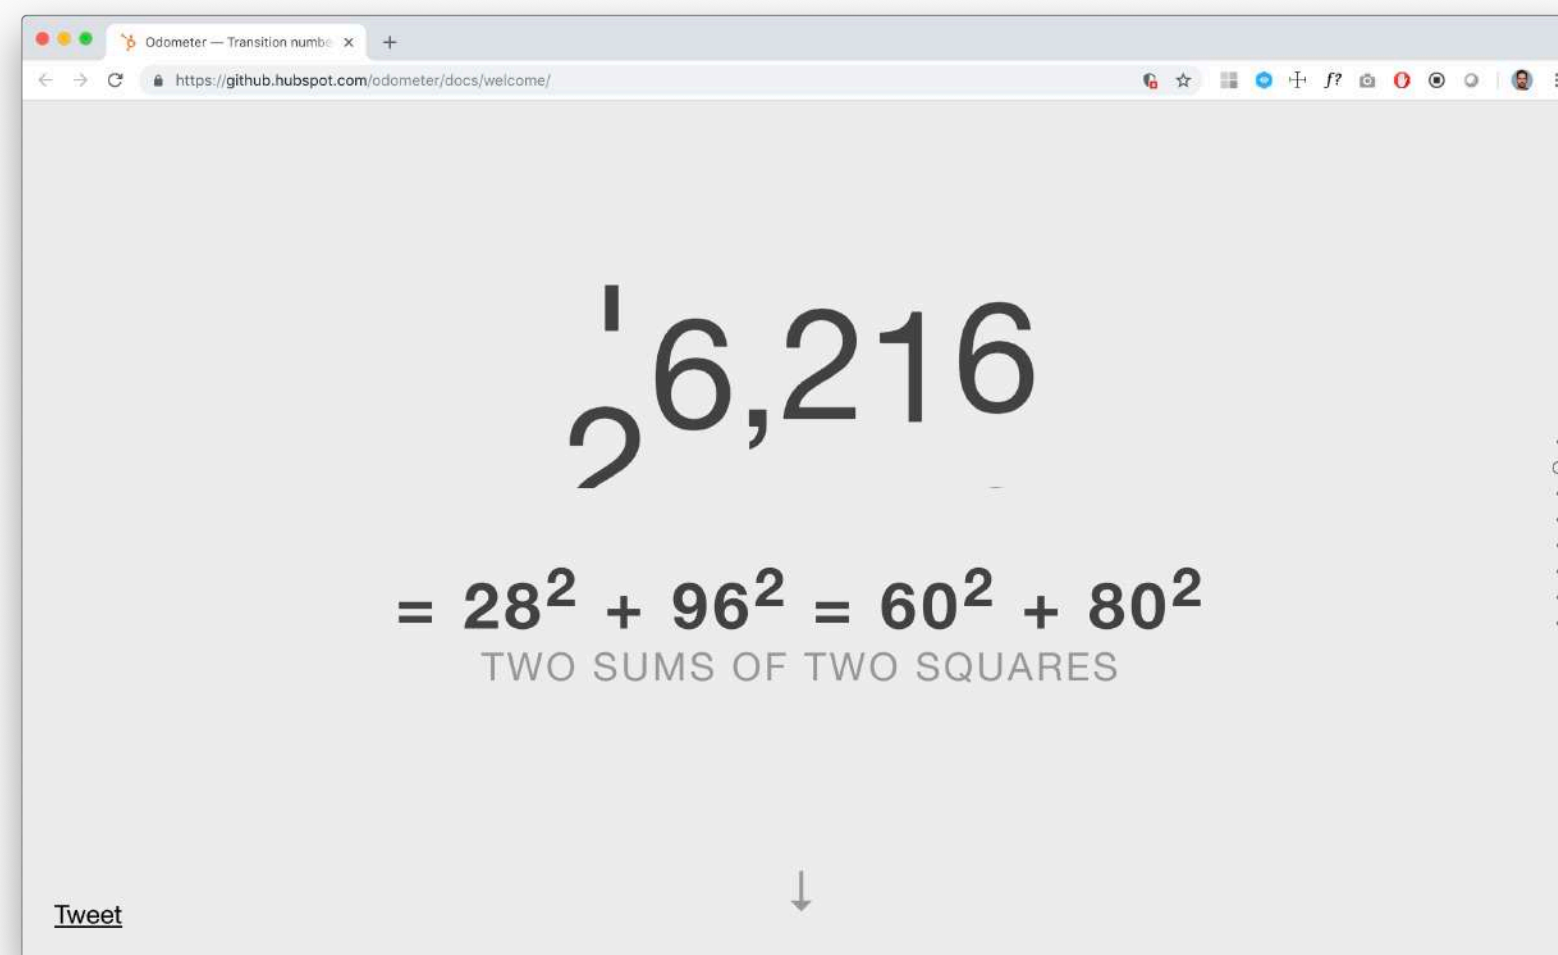 Odometer — Transition numbe
https://github.hubspot.com/odometer/docs/welcome/
f?
26,216
= 28² + 96² = 60² + 80²
TWO SUMS OF TWO SQUARES
Tweet